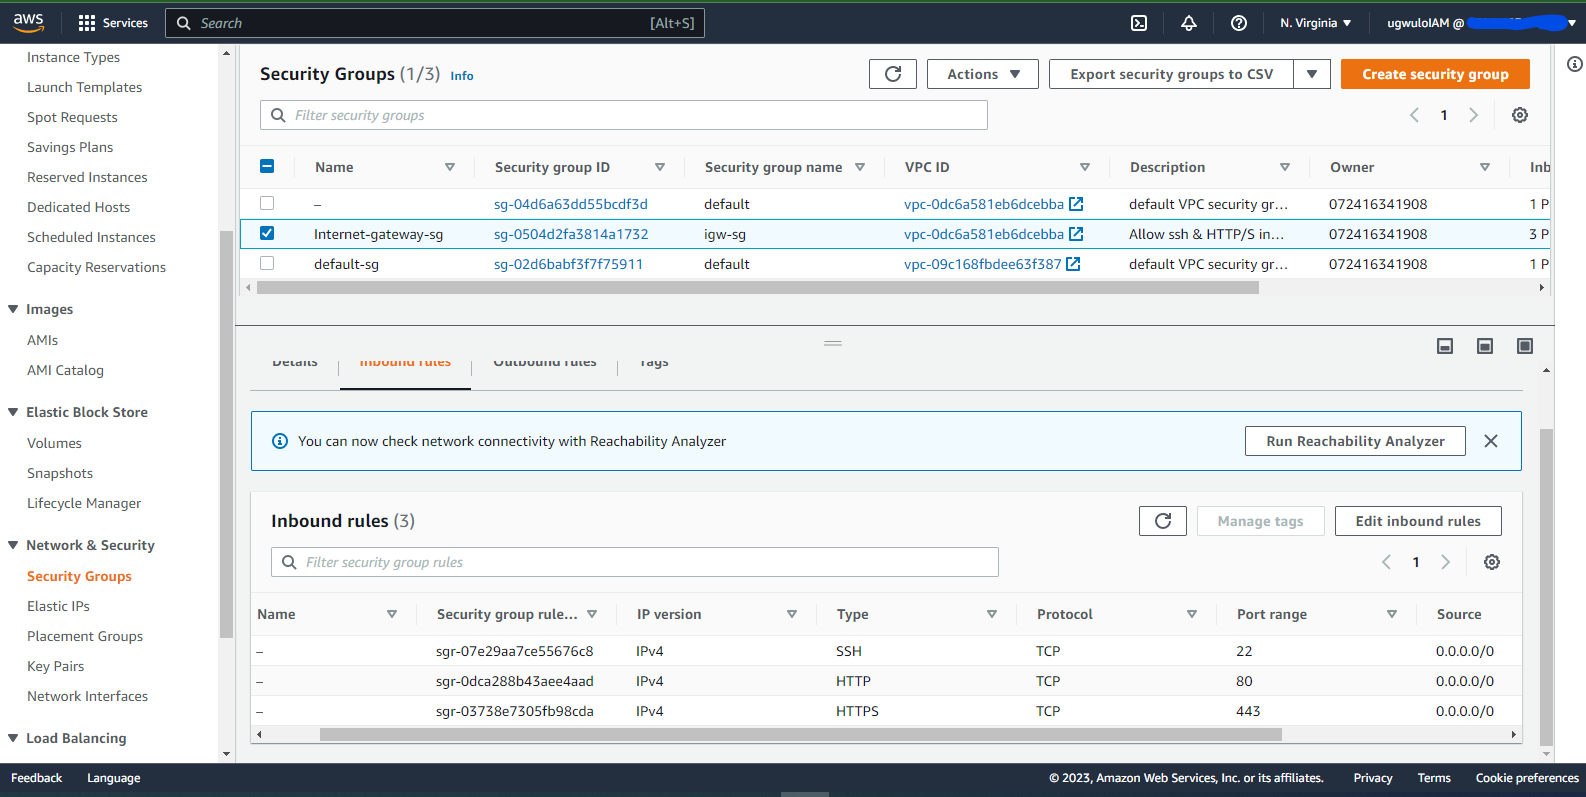 aws Services Search [Alt+S] N. Virginia ugwuloIAM @
Instance Types
Launch Templates
Spot Requests
Savings Plans
Reserved Instances
Dedicated Hosts
Scheduled Instances
Capacity Reservations
Images
AMIs
AMI Catalog
Elastic Block Store
Volumes
Snapshots
Lifecycle Manager
Network & Security
Security Groups
Elastic IPs
Placement Groups
Key Pairs
Network Interfaces
Load Balancing
Security Groups (1/3) Info Actions Export security groups to CSV Create security group
Filter security groups 1
Name Security group ID Security group name VPC ID Description Owner Inb
– sg-04d6a63dd55bcdf3d default vpc-0dc6a581eb6dcebba default VPC security gr... 072416341908 1 P
Internet-gateway-sg sg-0504d2fa3814a1732 igw-sg vpc-0dc6a581eb6dcebba Allow ssh & HTTP/S in... 072416341908 3 P
default-sg sg-02d6babf3f7f75911 default vpc-09c168fbdee63f387 default VPC security gr... 072416341908 1 P
Details Inbound rules Outbound rules Tags
You can now check network connectivity with Reachability Analyzer Run Reachability Analyzer
Inbound rules (3) Manage tags Edit inbound rules
Filter security group rules 1
Name Security group rule... IP version Type Protocol Port range Source
– sgr-07e29aa7ce55676c8 IPv4 SSH TCP 22 0.0.0.0/0
– sgr-0dca288b43aee4aad IPv4 HTTP TCP 80 0.0.0.0/0
– sgr-03738e7305fb98cda IPv4 HTTPS TCP 443 0.0.0.0/0
Feedback Language © 2023, Amazon Web Services, Inc. or its affiliates. Privacy Terms Cookie preferences